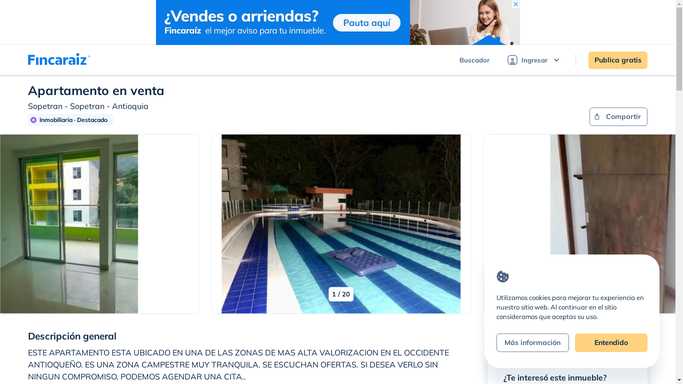 ¿Vendes o arriendas?
Fincaraíz el mejor aviso para tu inmueble.
Pauta aquí
Fincaraíz
Buscador
Ingresar
Publica gratis
Apartamento en venta
Sopetran - Sopetran - Antioquia
Inmobiliaria · Destacado
Compartir
1 / 20
Utilizamos cookies para mejorar tu experiencia en
nuestro sitio web. Al continuar en el sitio
consideramos que aceptas su uso.
Más información
Entendido
Descripción general
ESTE APARTAMENTO ESTA UBICADO EN UNA DE LAS ZONAS DE MAS ALTA VALORIZACION EN EL OCCIDENTE
ANTIOQUEÑO. ES UNA ZONA CAMPESTRE MUY TRANQUILA. SE ESCUCHAN OFERTAS. SI DESEA VERLO SIN
NINGUN COMPROMISO, PODEMOS AGENDAR UNA CITA..
¿Te interesó este inmueble?